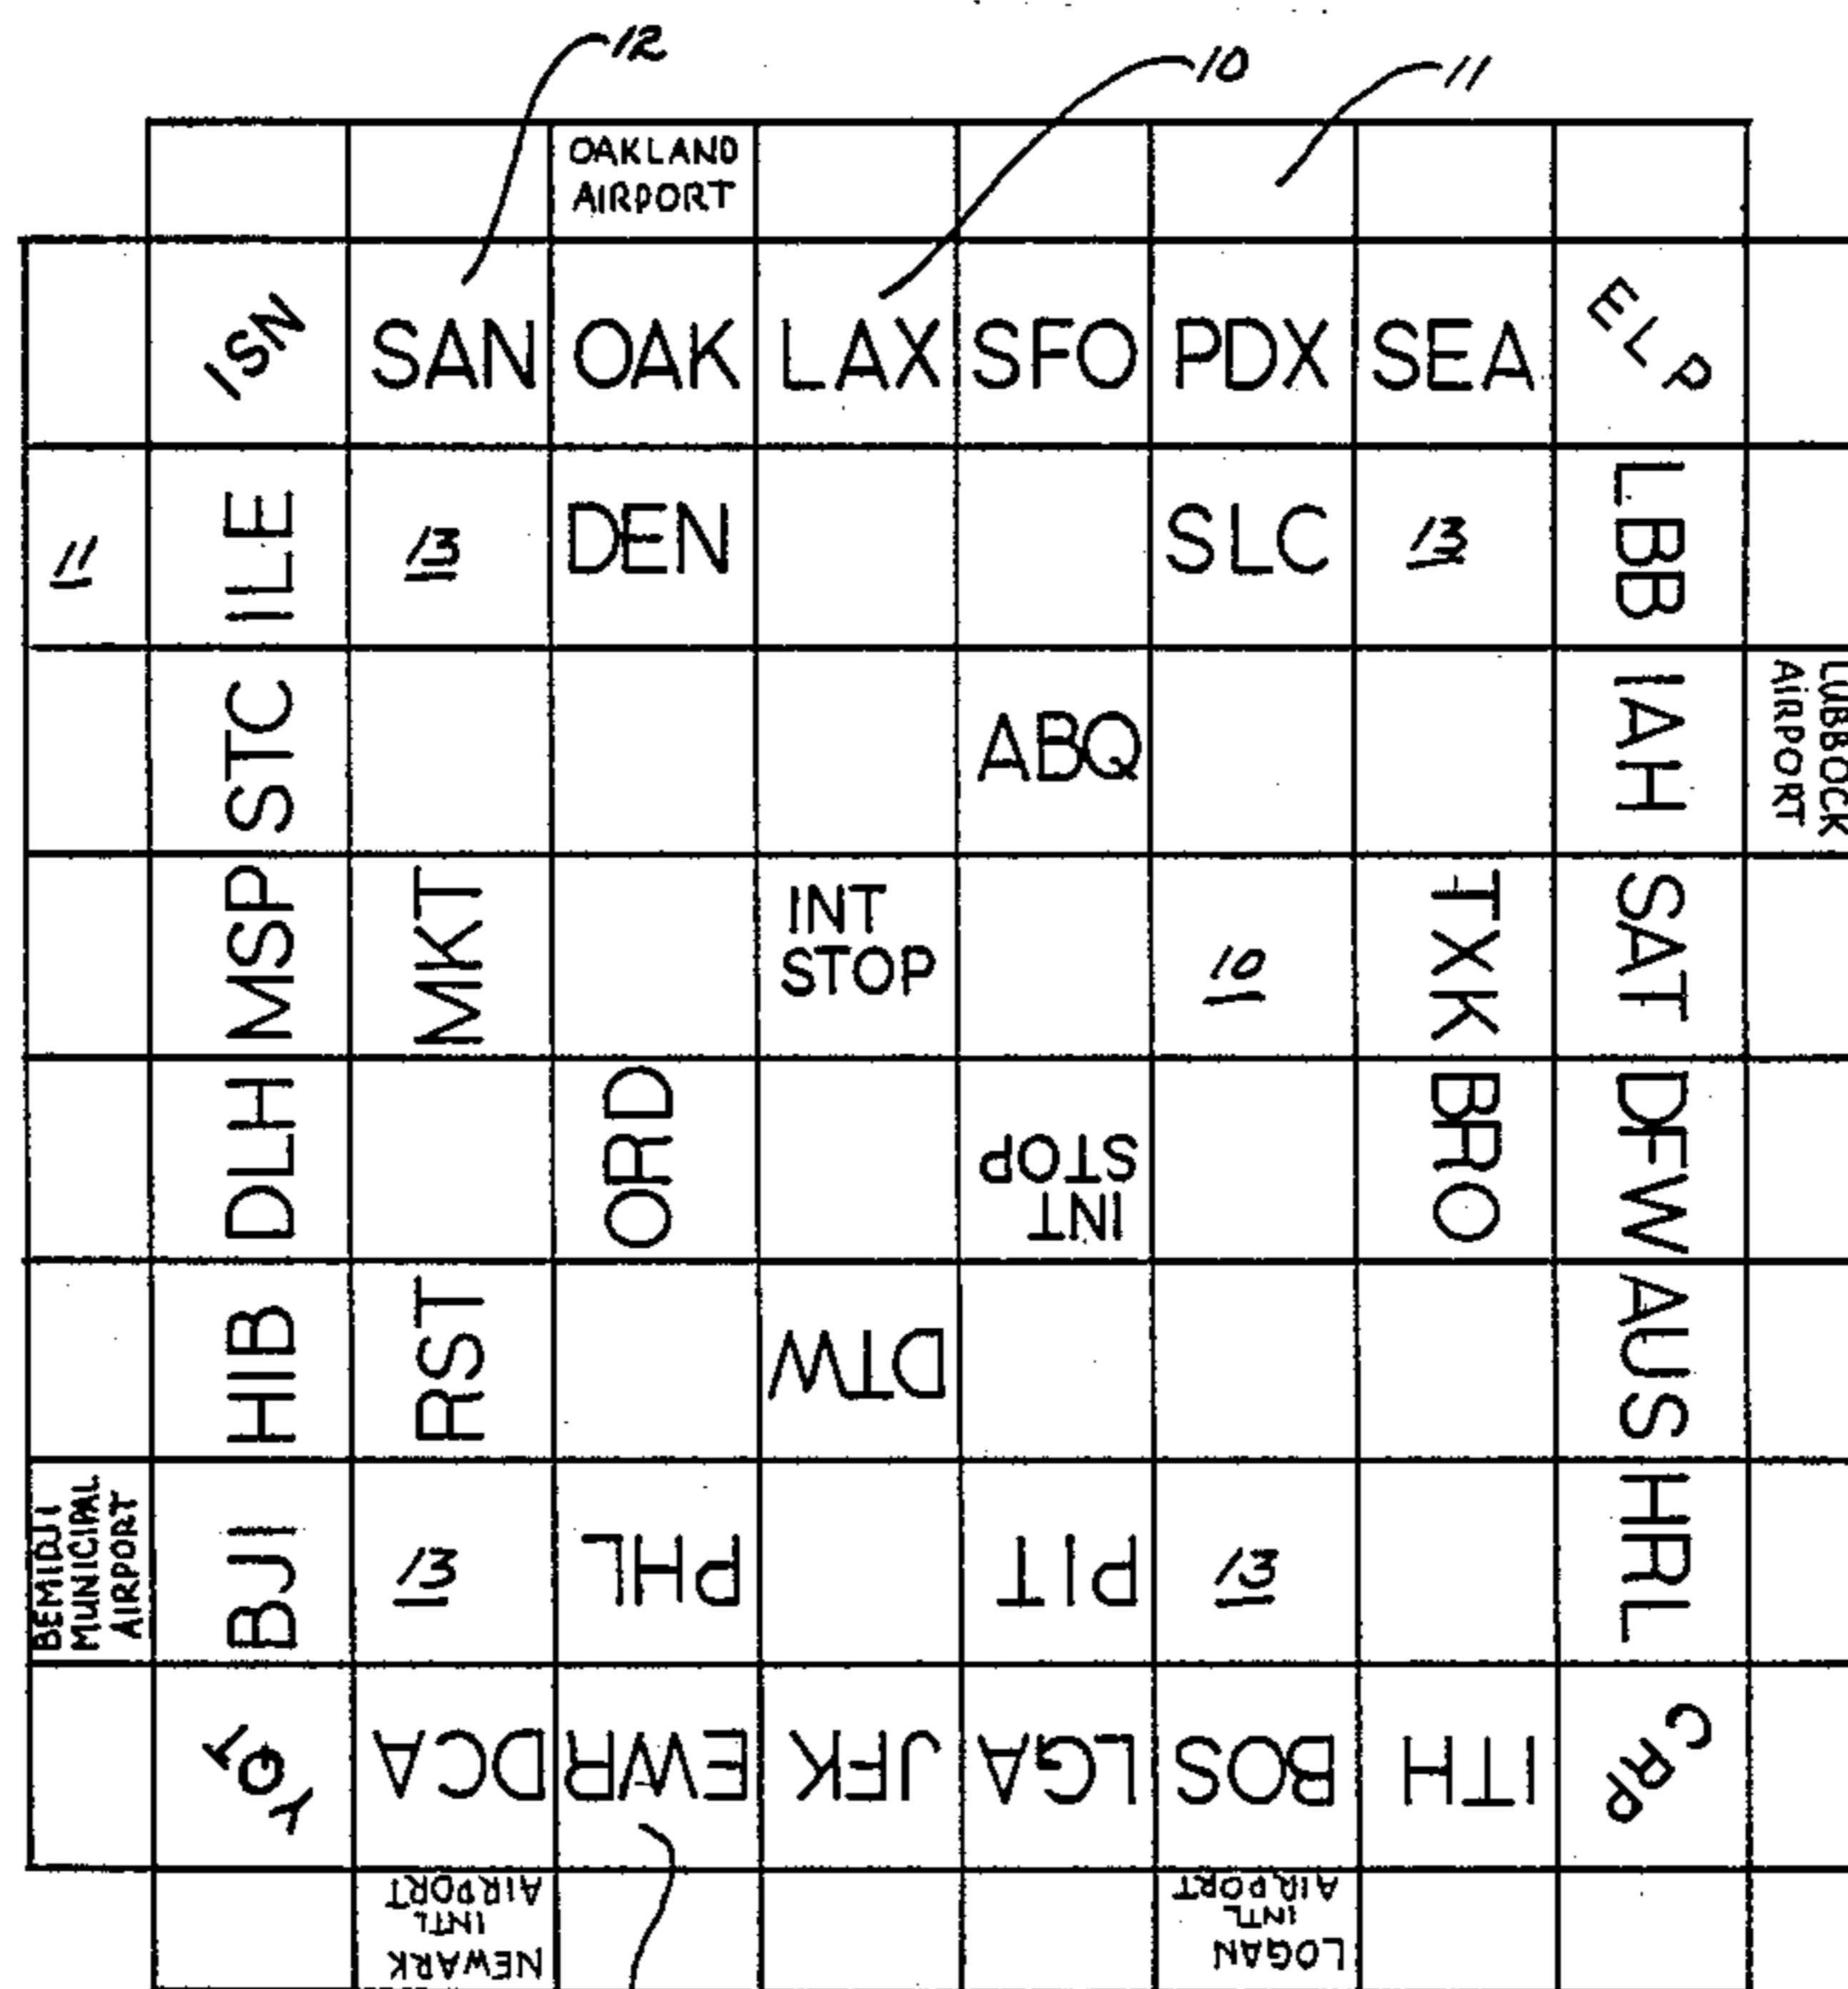 12
10
11
OAKLAND
AIRPORT
ISN SAN OAK LAX SFO PDX SEA ELP
11 ILE 13 DEN SLC 13 LBB
STC ABQ IAH
LUBBOCK
AIRPORT
MSP MKT
INT
STOP
10 TXK SAT
DLH ORD
INT
STOP
BRO DFW
HIB RST DTW AUS
BEMIDJI
MUNICIPAL
AIRPORT
BJI 13 PHL PIT 13 HRL
YQT DCA EWR JFK LGA BOS ITH CRP
NEWARK
INTL
AIRPORT
LOGAN
INTL
AIRPORT